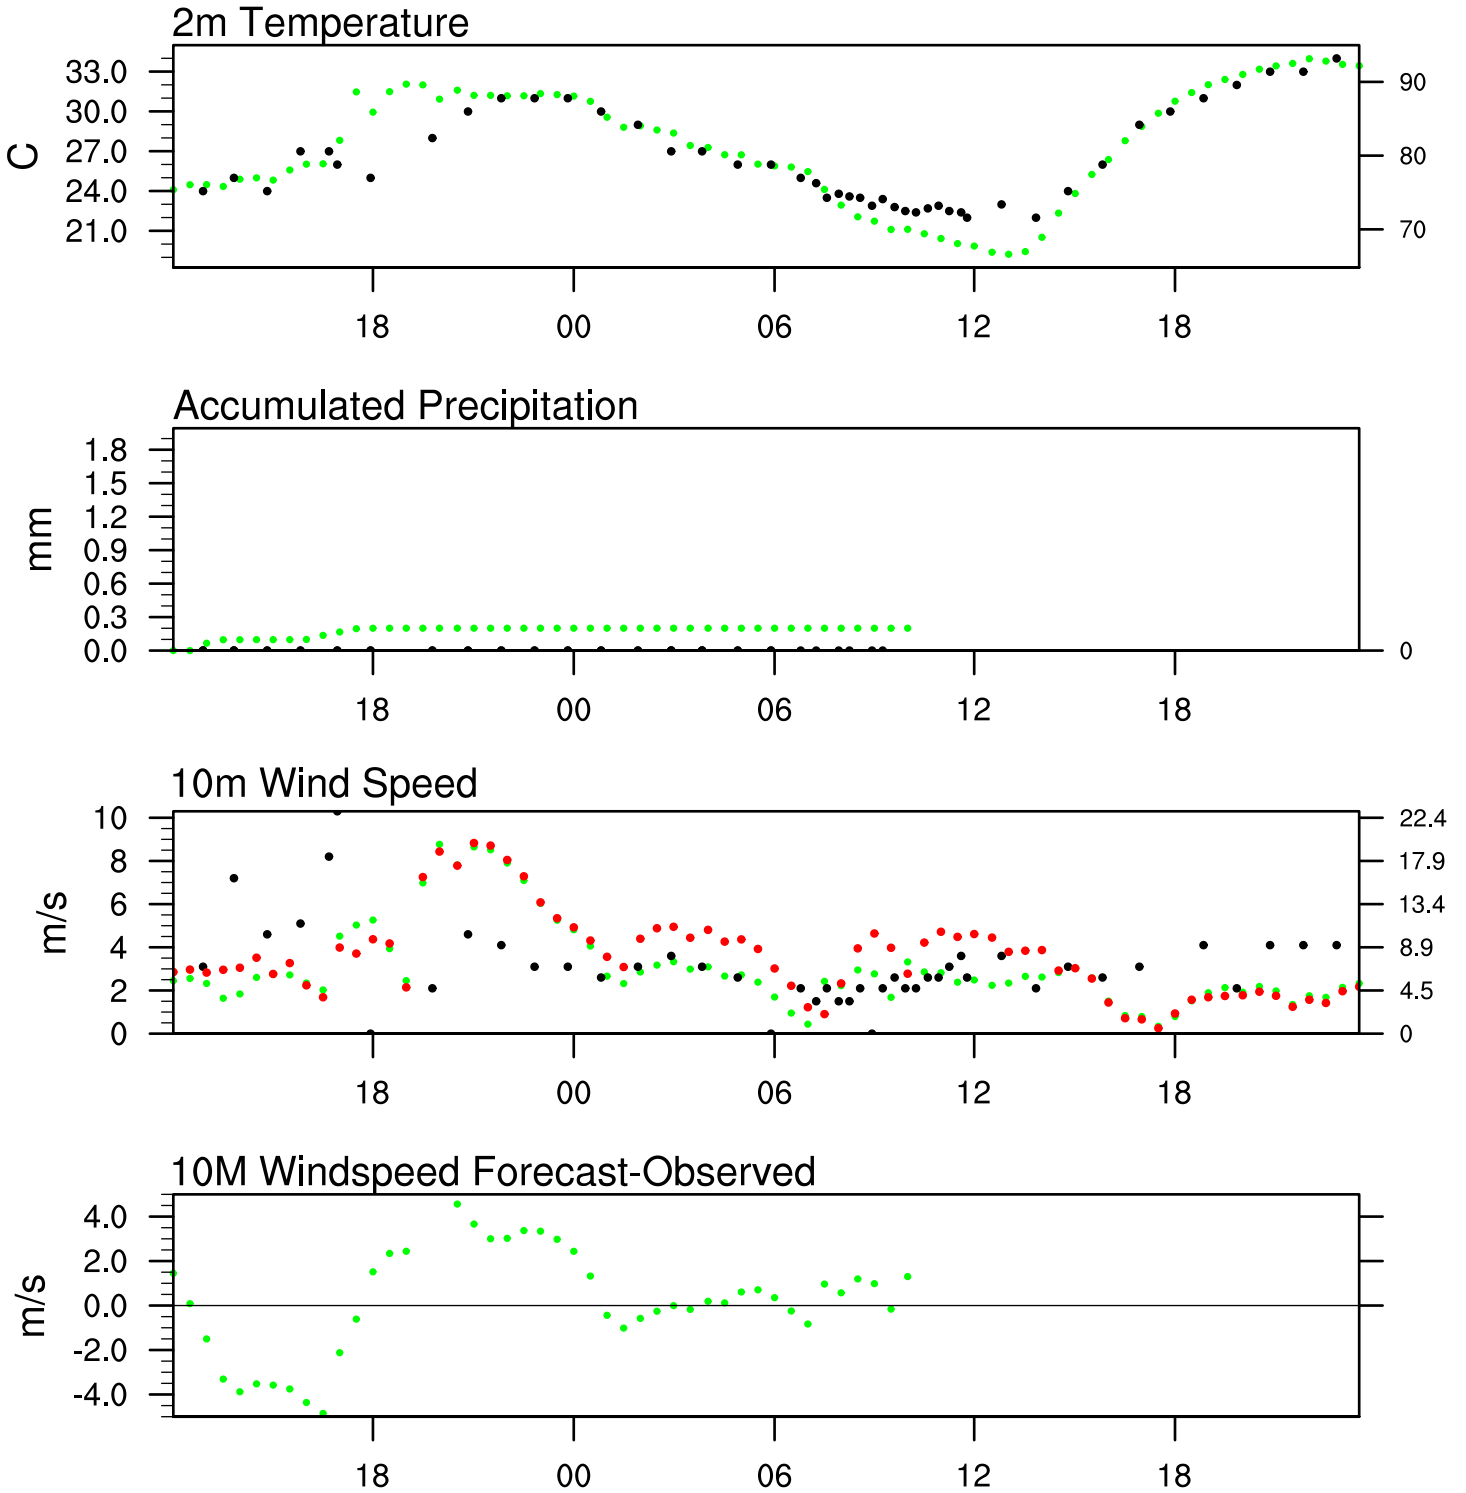 2m Temperature
33.0
30.0
27.0
24.0
21.0
C
90
80
70
18 00 06 12 18
Accumulated Precipitation
1.8
1.5
1.2
0.9
0.6
0.3
0.0
mm
0
18 00 06 12 18
10m Wind Speed
10
8
6
4
2
0
m/s
22.4
17.9
13.4
8.9
4.5
0
18 00 06 12 18
10M Windspeed Forecast-Observed
4.0
2.0
0.0
-2.0
-4.0
m/s
18 00 06 12 18